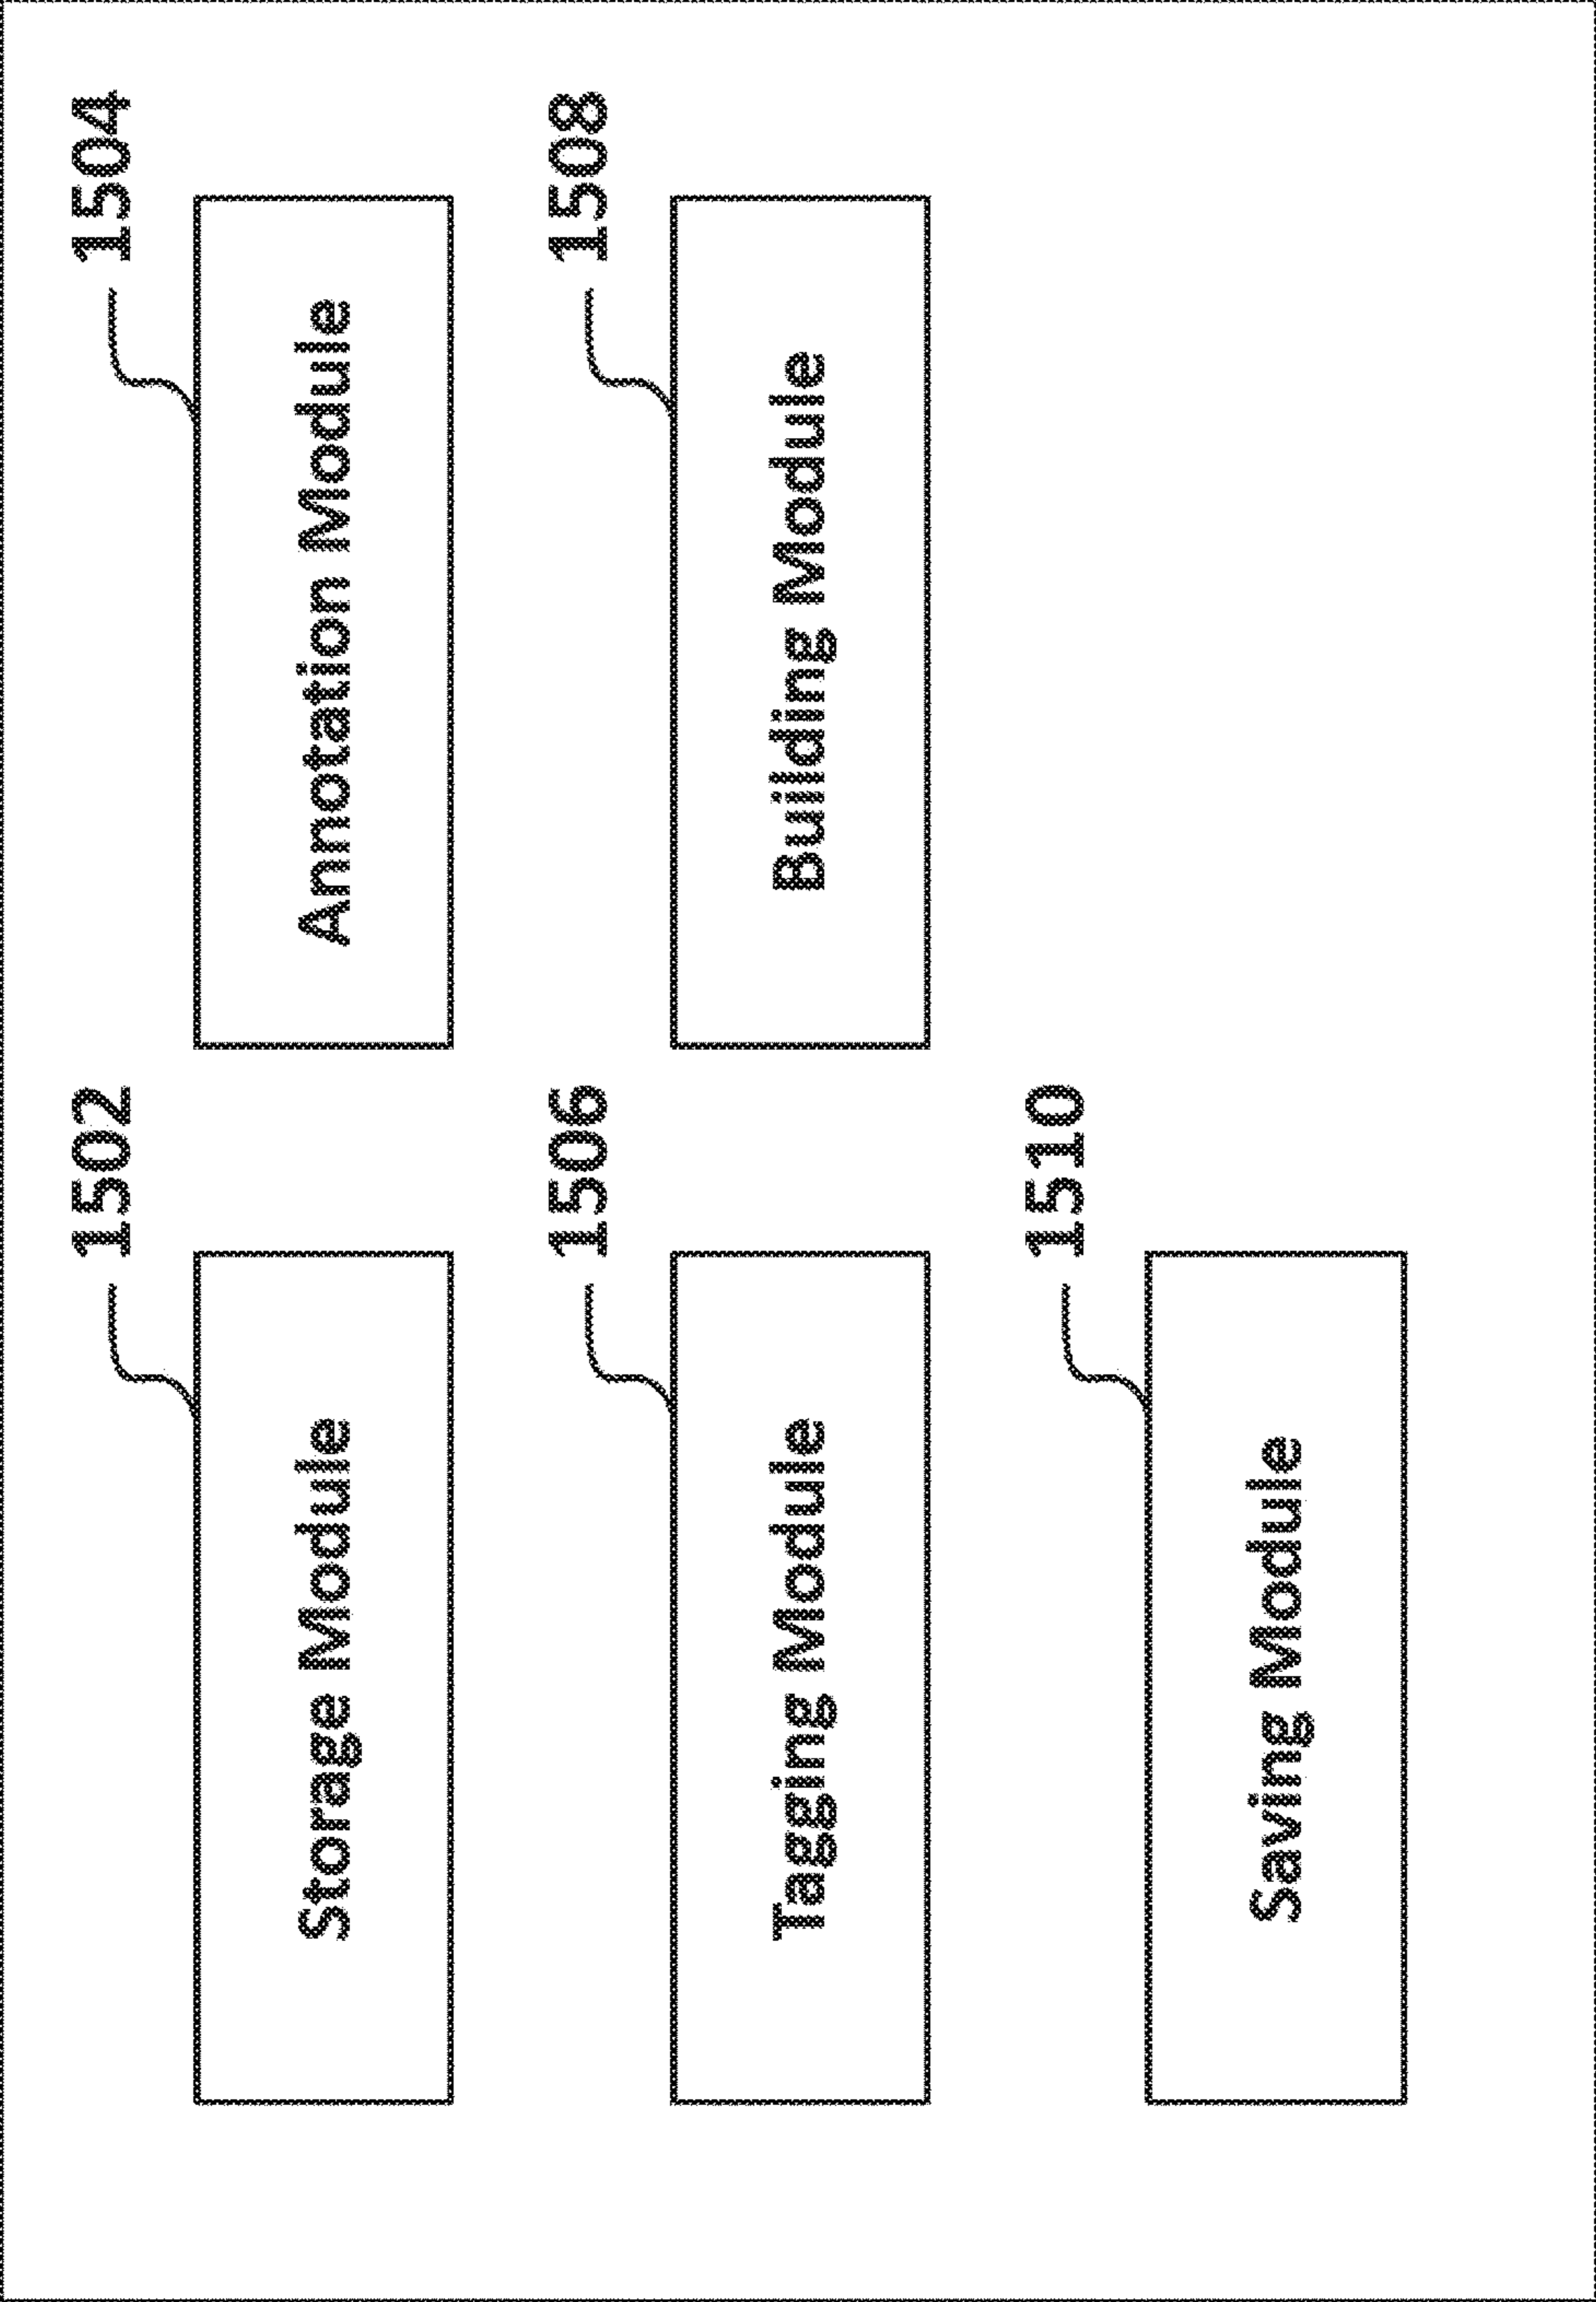 1502
Storage Module
1504
Annotation Module
1506
Tagging Module
1508
Building Module
1510
Saving Module